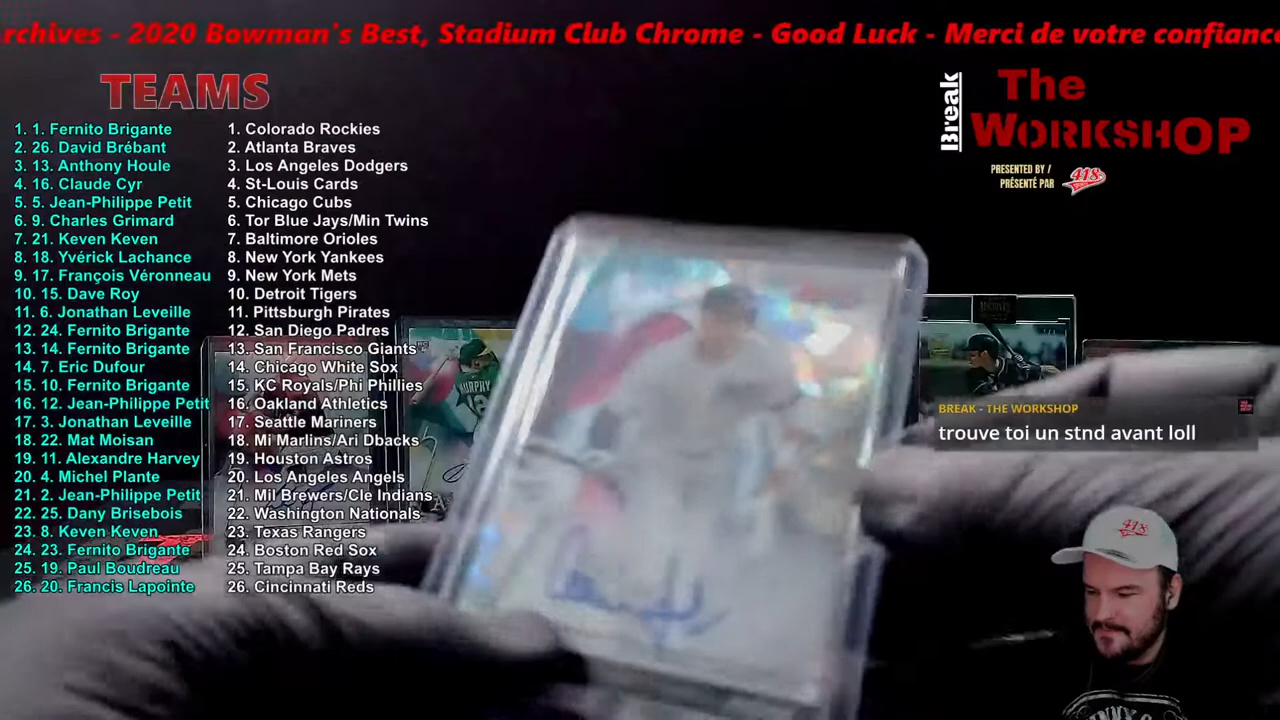 rchives - 2020 Bowman's Best, Stadium Club Chrome - Good Luck - Merci de votre confiance
TEAMS
1. 1. Fernito Brigante
2. 26. David Brébant
3. 13. Anthony Houle
4. 16. Claude Cyr
5. 5. Jean-Philippe Petit
6. 9. Charles Grimard
7. 21. Keven Keven
8. 18. Yvérick Lachance
9. 17. François Véronneau
10. 15. Dave Roy
11. 6. Jonathan Leveille
12. 24. Fernito Brigante
13. 14. Fernito Brigante
14. 7. Eric Dufour
15. 10. Fernito Brigante
16. 12. Jean-Philippe Petit
17. 3. Jonathan Leveille
18. 22. Mat Moisan
19. 11. Alexandre Harvey
20. 4. Michel Plante
21. 2. Jean-Philippe Petit
22. 25. Dany Brisebois
23. 8. Keven Keven
24. 23. Fernito Brigante
25. 19. Paul Boudreau
26. 20. Francis Lapointe
1. Colorado Rockies
2. Atlanta Braves
3. Los Angeles Dodgers
4. St-Louis Cards
5. Chicago Cubs
6. Tor Blue Jays/Min Twins
7. Baltimore Orioles
8. New York Yankees
9. New York Mets
10. Detroit Tigers
11. Pittsburgh Pirates
12. San Diego Padres
13. San Francisco Giants
14. Chicago White Sox
15. KC Royals/Phi Phillies
16. Oakland Athletics
17. Seattle Mariners
18. Mi Marlins/Ari Dbacks
19. Houston Astros
20. Los Angeles Angels
21. Mil Brewers/Cle Indians
22. Washington Nationals
23. Texas Rangers
24. Boston Red Sox
25. Tampa Bay Rays
26. Cincinnati Reds
Break
The
WORKSHOP
PRESENTED BY /
PRÉSENTÉ PAR
418
MURPHY
BREAK - THE WORKSHOP
trouve toi un stnd avant loll
418